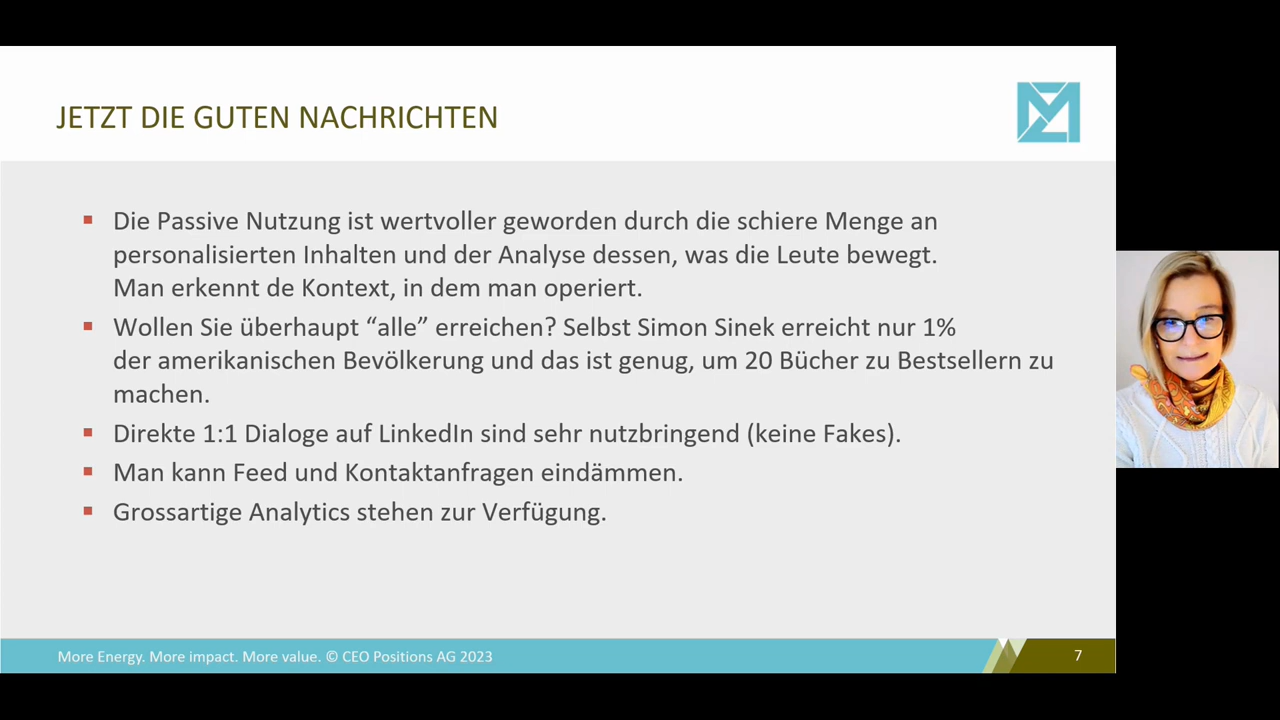 JETZT DIE GUTEN NACHRICHTEN
Die Passive Nutzung ist wertvoller geworden durch die schiere Menge an
personalisierten Inhalten und der Analyse dessen, was die Leute bewegt.
Man erkennt de Kontext, in dem man operiert.
Wollen Sie überhaupt “alle” erreichen? Selbst Simon Sinek erreicht nur 1%
der amerikanischen Bevölkerung und das ist genug, um 20 Bücher zu Bestsellern zu
machen.
Direkte 1:1 Dialoge auf LinkedIn sind sehr nutzbringend (keine Fakes).
Man kann Feed und Kontaktanfragen eindämmen.
Grossartige Analytics stehen zur Verfügung.
More Energy. More impact. More value. © CEO Positions AG 2023
7